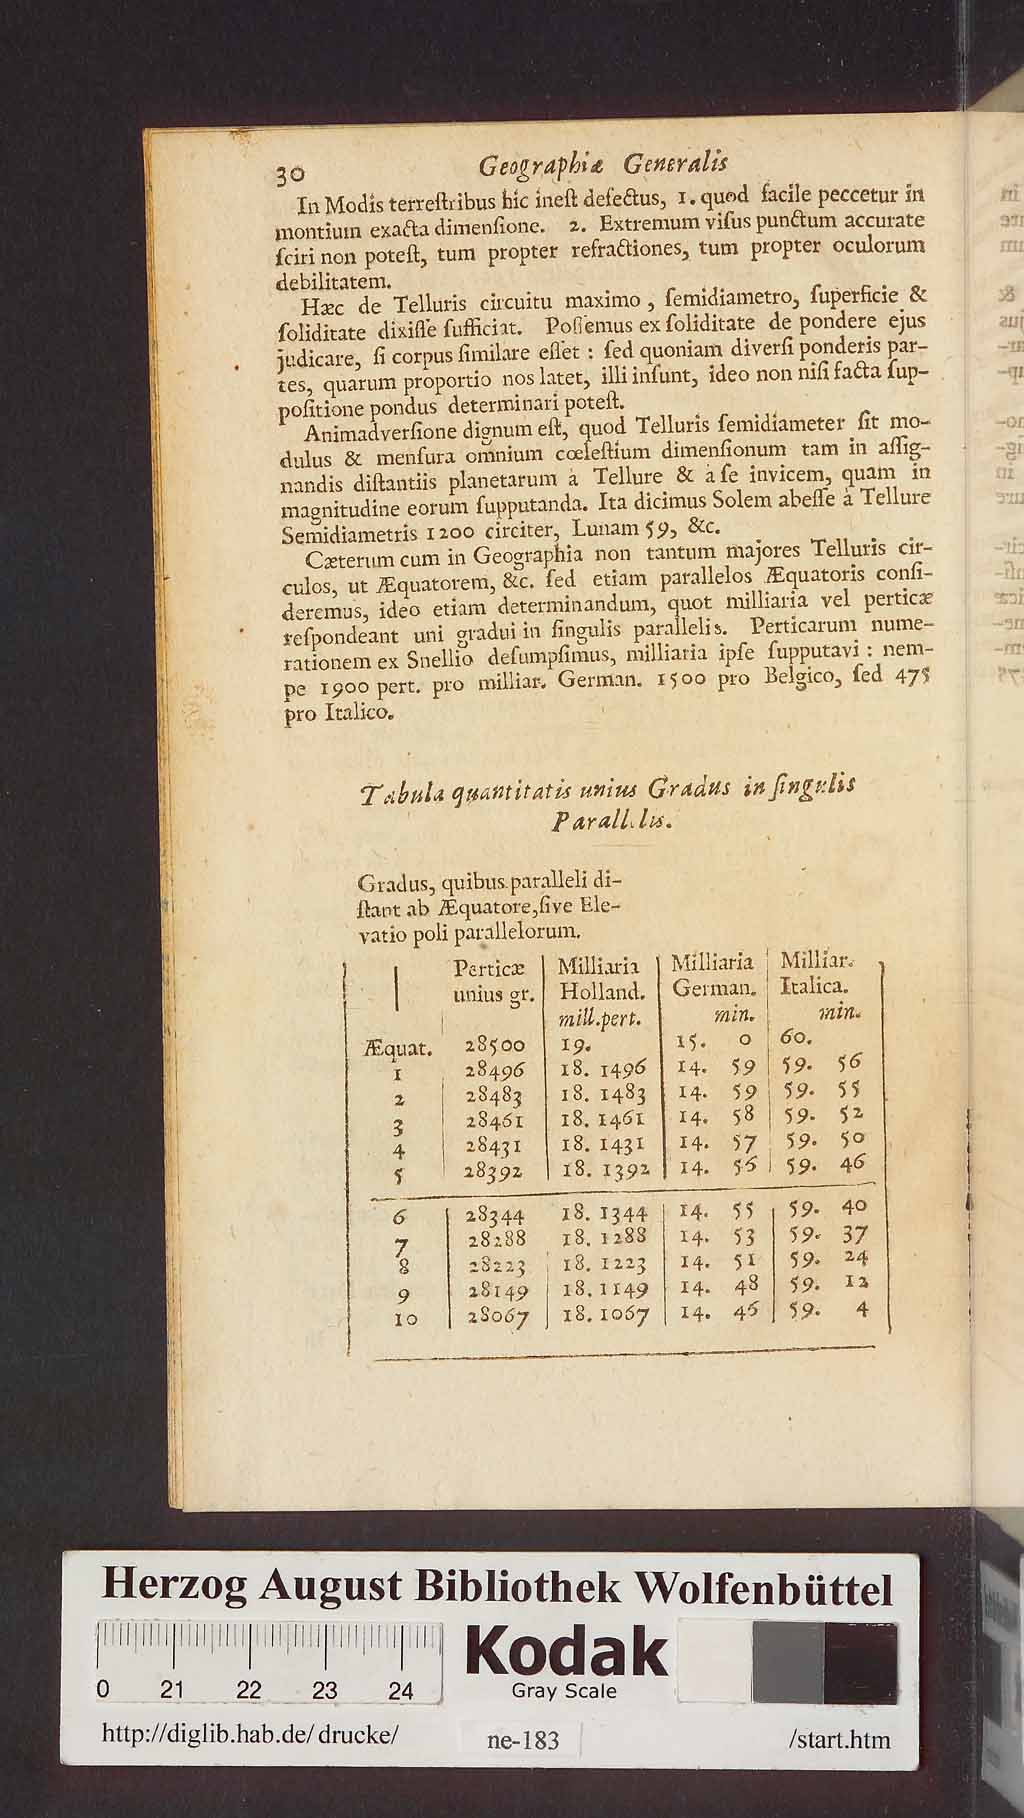 30 Geographiæ Generalis
In Modis terreſtribus hic ineſt defectus, 1. quod facile peccetur in
montium exacta dimenſione. 2. Extremum viſus punctum accurate
ſciri non poteſt, tum propter refractiones, tum propter oculorum
debilitatem.
Hæc de Telluris circuitu maximo, ſemidiametro, ſuperficie &
ſoliditate dixiſſe ſufficiat. Poſſemus ex ſoliditate de pondere ejus
judicare, ſi corpus ſimilare eſſet : ſed quoniam diverſi ponderis par-
tes, quarum proportio nos latet, illi inſunt, ideo non niſi facta ſup-
poſitione pondus determinari poteſt.
Animadverſione dignum eſt, quod Telluris ſemidiameter ſit mo-
dulus & menſura omnium cœleſtium dimenſionum tam in aſſig-
nandis diſtantiis planetarum à Tellure & à ſe invicem, quam in
magnitudine eorum ſupputanda. Ita dicimus Solem abeſſe à Tellure
Semidiametris 1200 circiter, Lunam 59, &c.
Cæterum cum in Geographia non tantum majores Telluris cir-
culos, ut Æquatorem, &c. ſed etiam parallelos Æquatoris conſi-
deremus, ideo etiam determinandum, quot milliaria vel perticæ
reſpondeant uni gradui in ſingulis parallelis. Perticarum nume-
rationem ex Snellio deſumpſimus, milliaria ipſe ſupputavi : nem-
pe 1900 pert. pro milliar. German. 1500 pro Belgico, ſed 475
pro Italico.
Tabula quantitatis unius Gradus in ſingulis
Parallelis.
Gradus, quibus paralleli di-
ſtant ab Æquatore, ſive Ele-
vatio poli parallelorum.
Perticæ Milliaria Milliaria Milliar.
unius gr. Holland. German. Italica.
mill.pert. min. min.
Æquat. 28500 19. 15. 0 60.
1 28496 18. 1496 14. 59 59. 56
2 28483 18. 1483 14. 59 59. 55
3 28461 18. 1461 14. 58 59. 52
4 28431 18. 1431 14. 57 59. 50
5 28392 18. 1392 14. 56 59. 46
6 28344 18. 1344 14. 55 59. 40
7 28288 18. 1288 14. 53 59. 37
8 28223 18. 1223 14. 51 59. 24
9 28149 18. 1149 14. 48 59. 12
10 28067 18. 1067 14. 46 59. 4
Herzog August Bibliothek Wolfenbüttel
Kodak
Gray Scale
0 21 22 23 24
http://diglib.hab.de/drucke/ ne-183 /start.htm